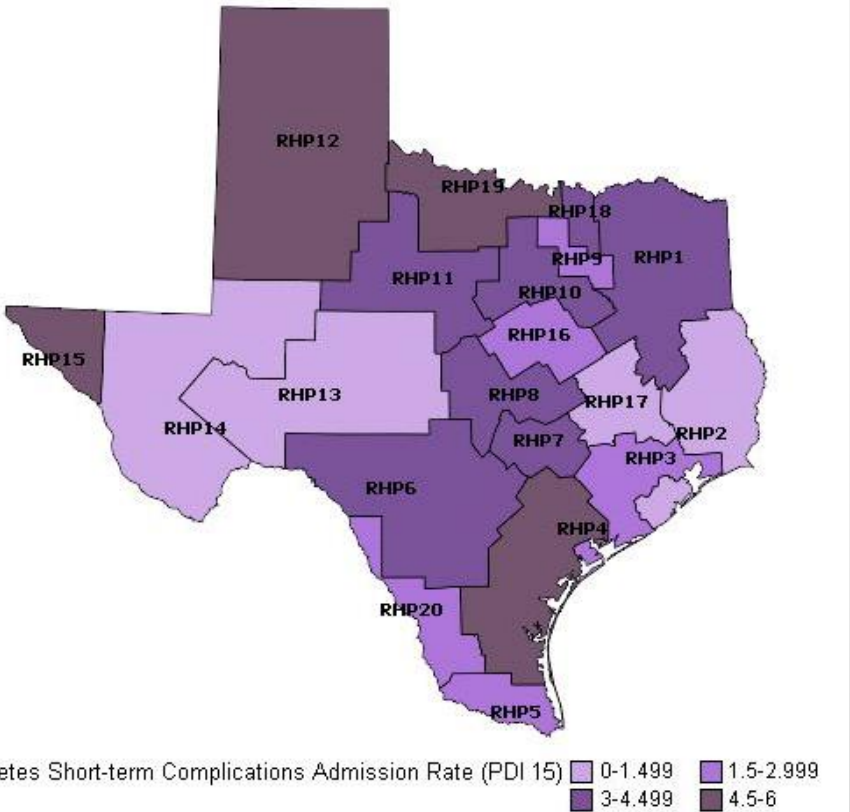 RHP12
RHP19
RHP18
RHP9
RHP1
RHP11
RHP10
RHP16
RHP15
RHP13
RHP8
RHP17
RHP14
RHP2
RHP7
RHP3
RHP6
RHP4
RHP20
RHP5
etes Short-term Complications Admission Rate (PDI 15) 0-1.499 1.5-2.999
3-4.499 4.5-6